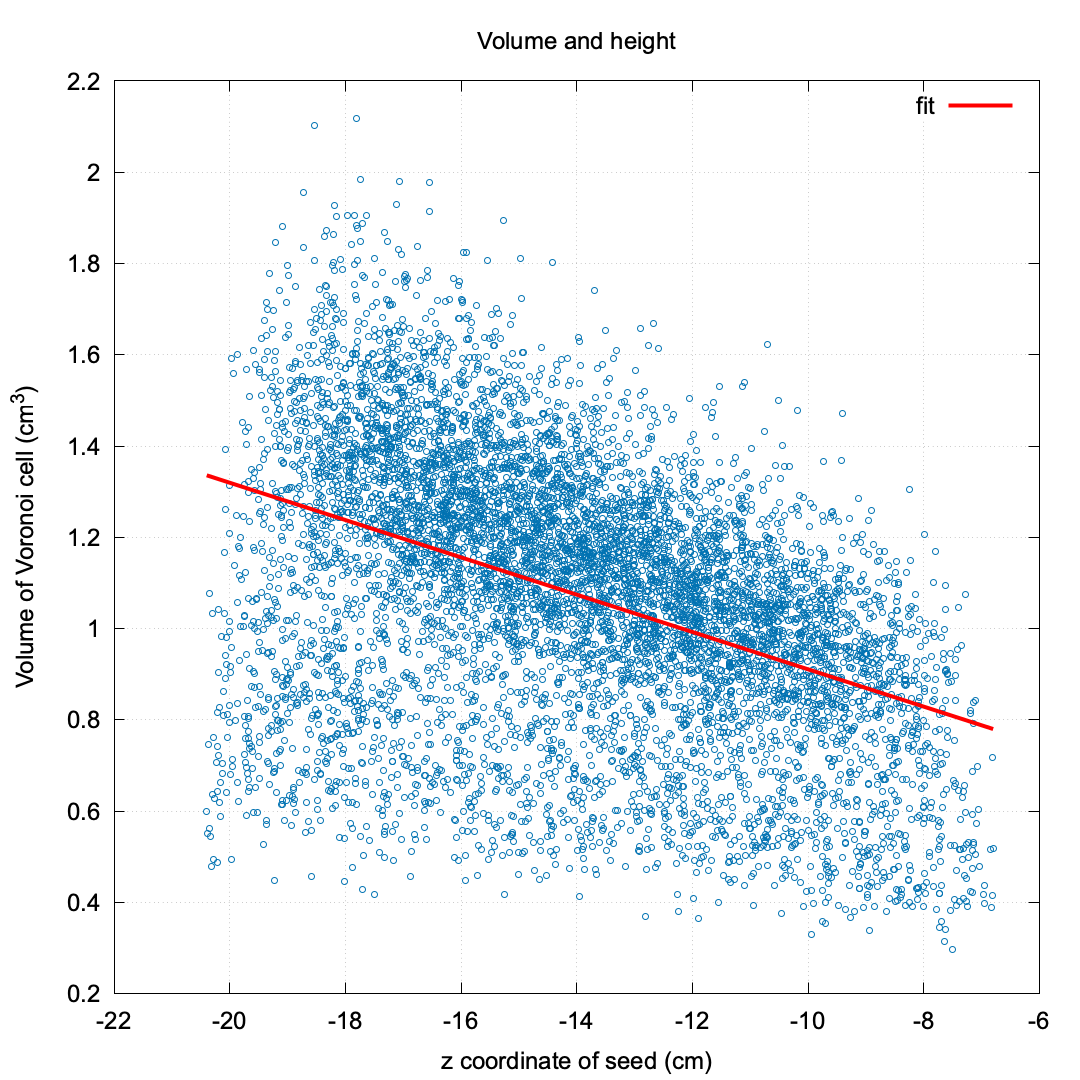 Volume and height
fit
Volume of Voronoi cell (cm³)
2.2
2
1.8
1.6
1.4
1.2
1
0.8
0.6
0.4
0.2
-22 -20 -18 -16 -14 -12 -10 -8 -6
z coordinate of seed (cm)